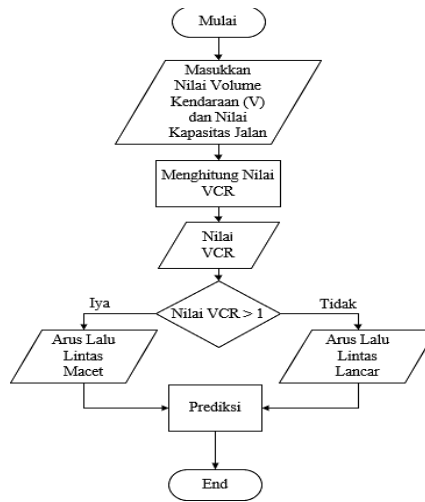 Mulai
Masukkan
Nilai Volume
Kendaraan (V)
dan Nilai
Kapasitas Jalan
Menghitung Nilai
VCR
Nilai
VCR
Iya
Nilai VCR > 1
Tidak
Arus Lalu
Lintas
Macet
Arus Lalu
Lintas
Lancar
Prediksi
End